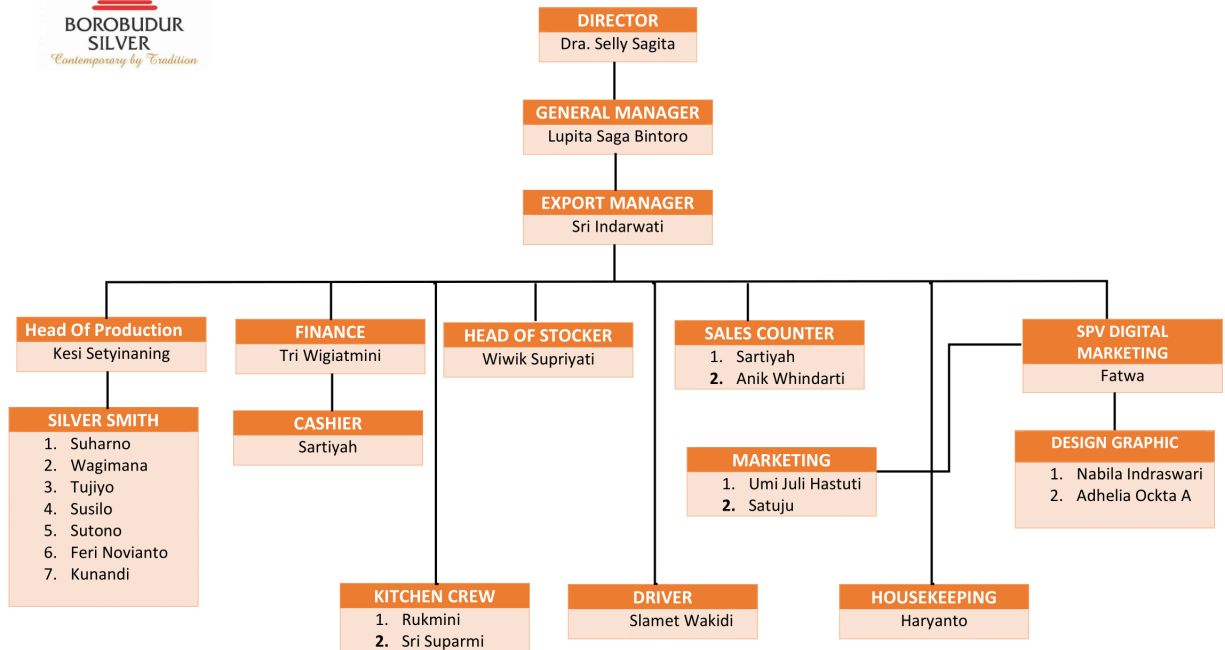 BOROBUDUR
SILVER
Contemporary by Tradition
DIRECTOR
Dra. Selly Sagita
GENERAL MANAGER
Lupita Saga Bintoro
EXPORT MANAGER
Sri Indarwati
Head Of Production
Kesi Setyinaning
SILVER SMITH
1. Suharno
2. Wagimana
3. Tujiyo
4. Susilo
5. Sutono
6. Feri Novianto
7. Kunandi
FINANCE
Tri Wigiatmini
CASHIER
Sartiyah
HEAD OF STOCKER
Wiwik Supriyati
SALES COUNTER
1. Sartiyah
2. Anik Whindarti
SPV DIGITAL
MARKETING
Fatwa
MARKETING
1. Umi Juli Hastuti
2. Satuju
DESIGN GRAPHIC
1. Nabila Indraswari
2. Adhelia Ockta A
KITCHEN CREW
1. Rukmini
2. Sri Suparmi
DRIVER
Slamet Wakidi
HOUSEKEEPING
Haryanto